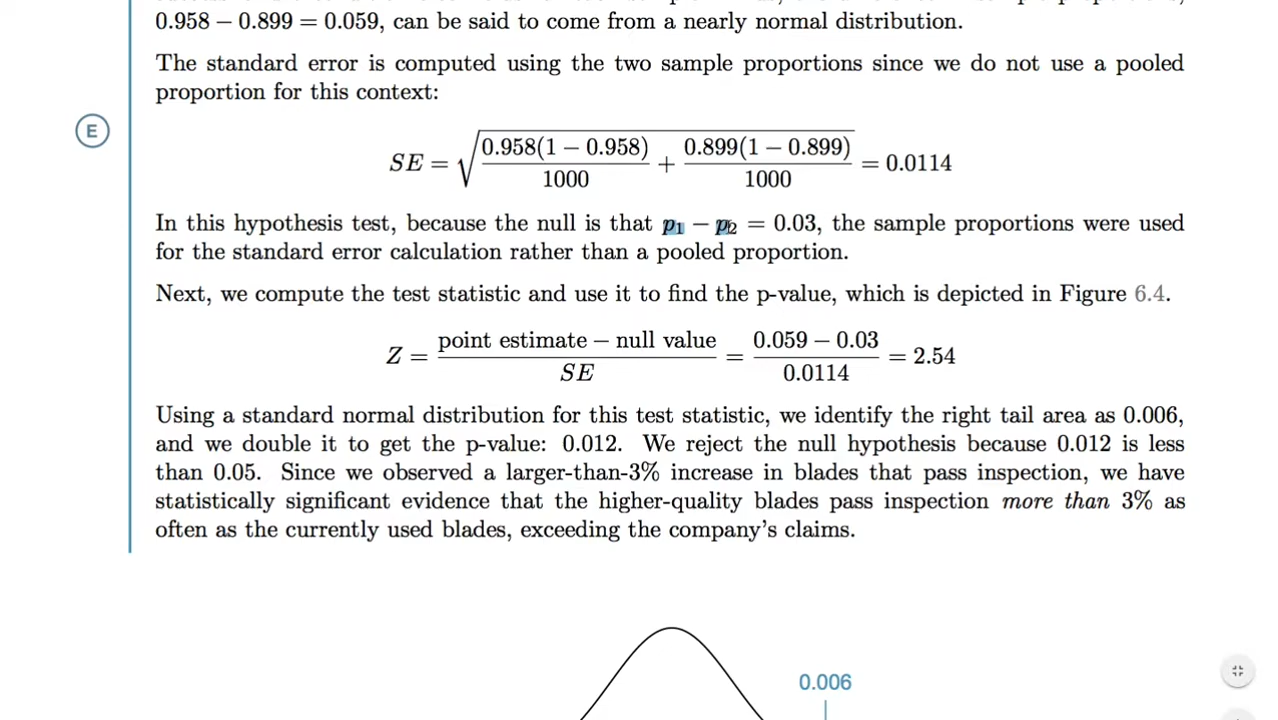 0.958 − 0.899 = 0.059, can be said to come from a nearly normal distribution.
The standard error is computed using the two sample proportions since we do not use a pooled
proportion for this context:
E
SE = √(0.958(1 − 0.958)/1000 + 0.899(1 − 0.899)/1000) = 0.0114
In this hypothesis test, because the null is that p₁ − p₂ = 0.03, the sample proportions were used
for the standard error calculation rather than a pooled proportion.
Next, we compute the test statistic and use it to find the p-value, which is depicted in Figure 6.4.
Z = (point estimate − null value)/SE = (0.059 − 0.03)/0.0114 = 2.54
Using a standard normal distribution for this test statistic, we identify the right tail area as 0.006,
and we double it to get the p-value: 0.012. We reject the null hypothesis because 0.012 is less
than 0.05. Since we observed a larger-than-3% increase in blades that pass inspection, we have
statistically significant evidence that the higher-quality blades pass inspection more than 3% as
often as the currently used blades, exceeding the company's claims.
0.006